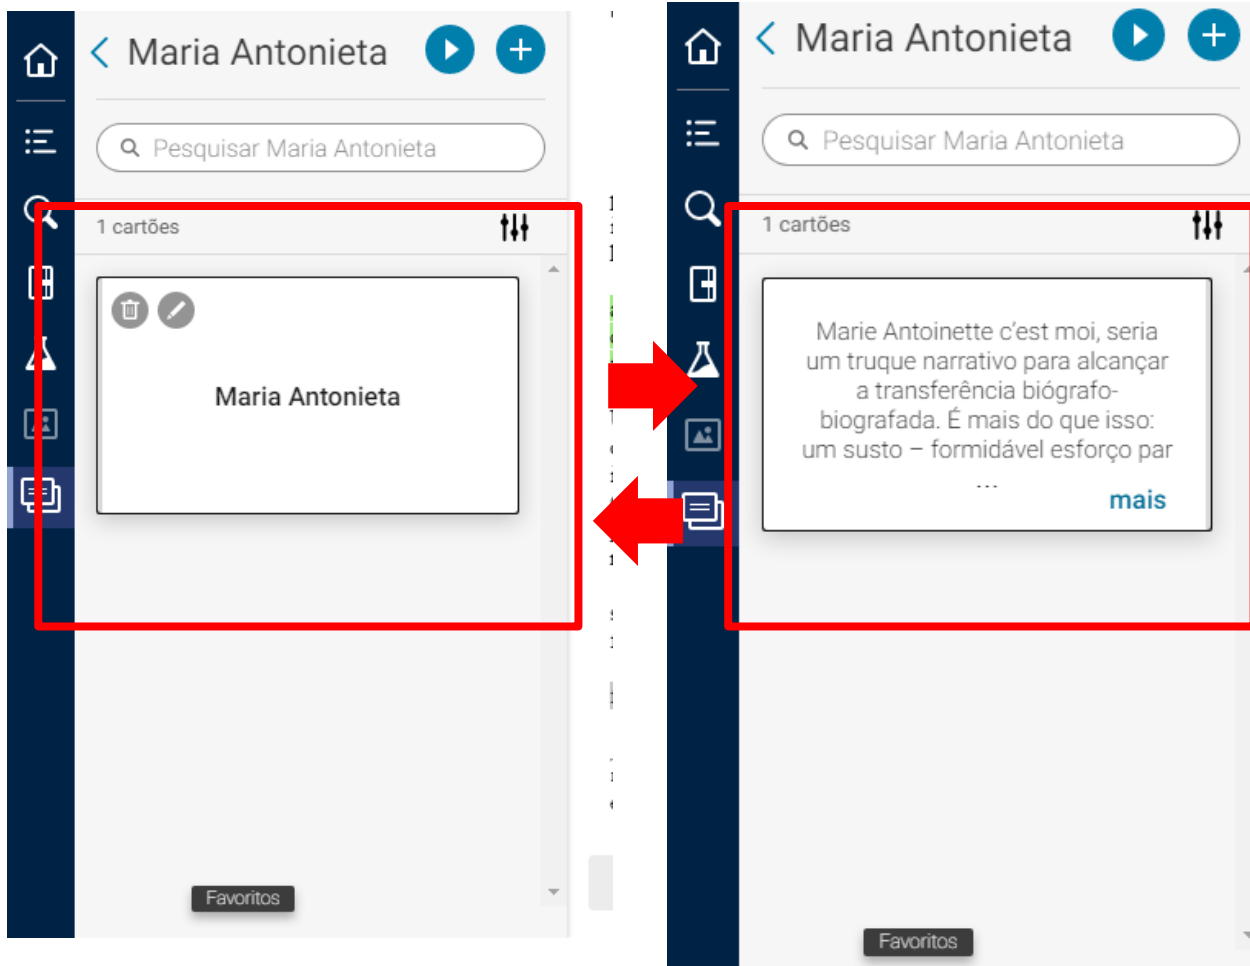 Maria Antonieta
Pesquisar Maria Antonieta
1 cartões
Maria Antonieta
Favoritos
Maria Antonieta
Pesquisar Maria Antonieta
1 cartões
Marie Antoinette c’est moi, seria
um truque narrativo para alcançar
a transferência biógrafo-
biografada. É mais do que isso:
um susto – formidável esforço par
...
mais
Favoritos